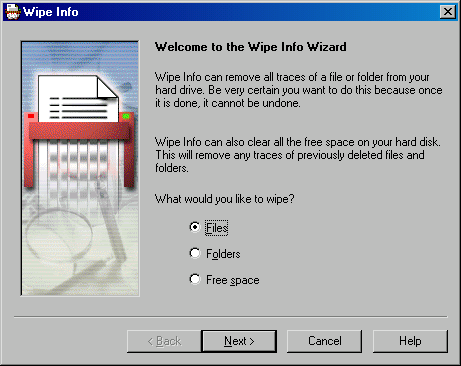 Wipe Info
Welcome to the Wipe Info Wizard
Wipe Info can remove all traces of a file or folder from your
hard drive. Be very certain you want to do this because once
it is done, it cannot be undone.
Wipe Info can also clear all the free space on your hard disk.
This will remove any traces of previously deleted files and
folders.
What would you like to wipe?
Files
Folders
Free space
< Back Next > Cancel Help